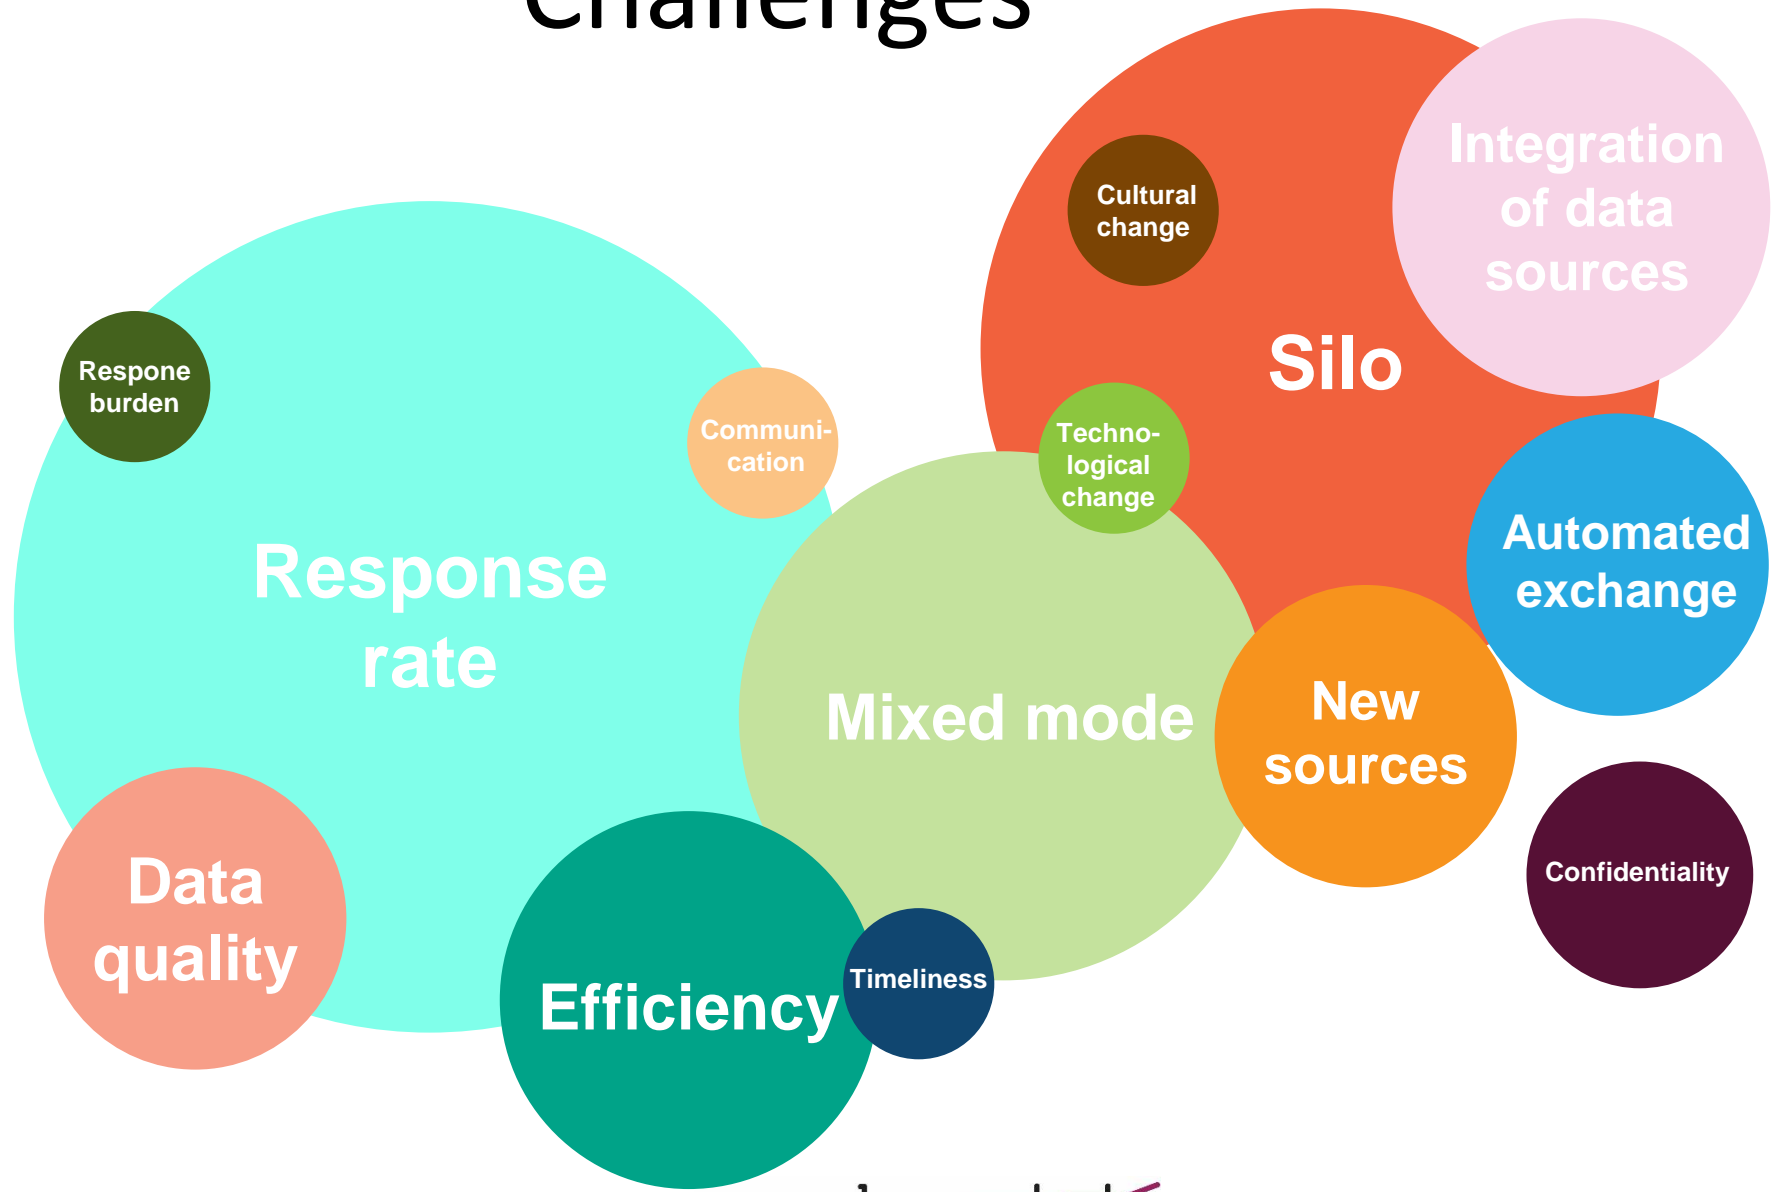 Challenges
Integration
of data
sources
Cultural
change
Silo
Respone
burden
Communi-
cation
Techno-
logical
change
Automated
exchange
Response
rate
Mixed mode
New
sources
Data
quality
Efficiency
Timeliness
Confidentiality